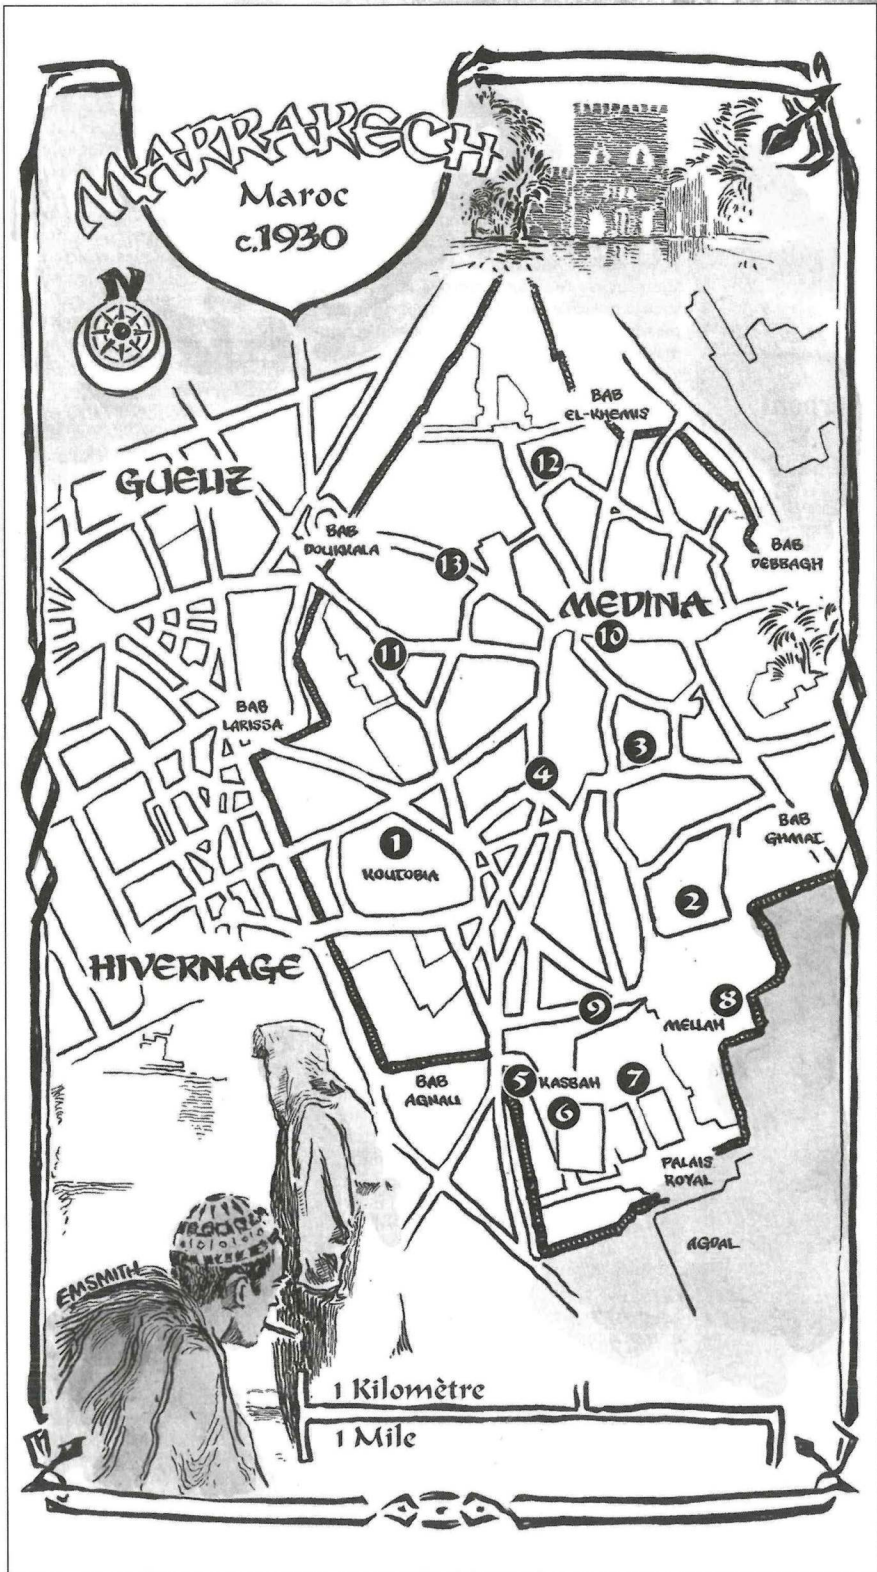 MARRAKECH
Maroc
c.1930
N
BAB
EL-KHEMIS
GUELIZ
12
BAB
DOUKKALA
BAB
DEBBAGH
13
MEDINA
10
11
BAB
LARISSA
3
4
1
KOUTOBIA
BAB
GHMAT
2
HIVERNAGE
9
8
MELLAH
5
KASBAH
7
BAB
AGNAU
6
PALAIS
ROYAL
AGDAL
EMSMITH
1 Kilomètre
1 Mile